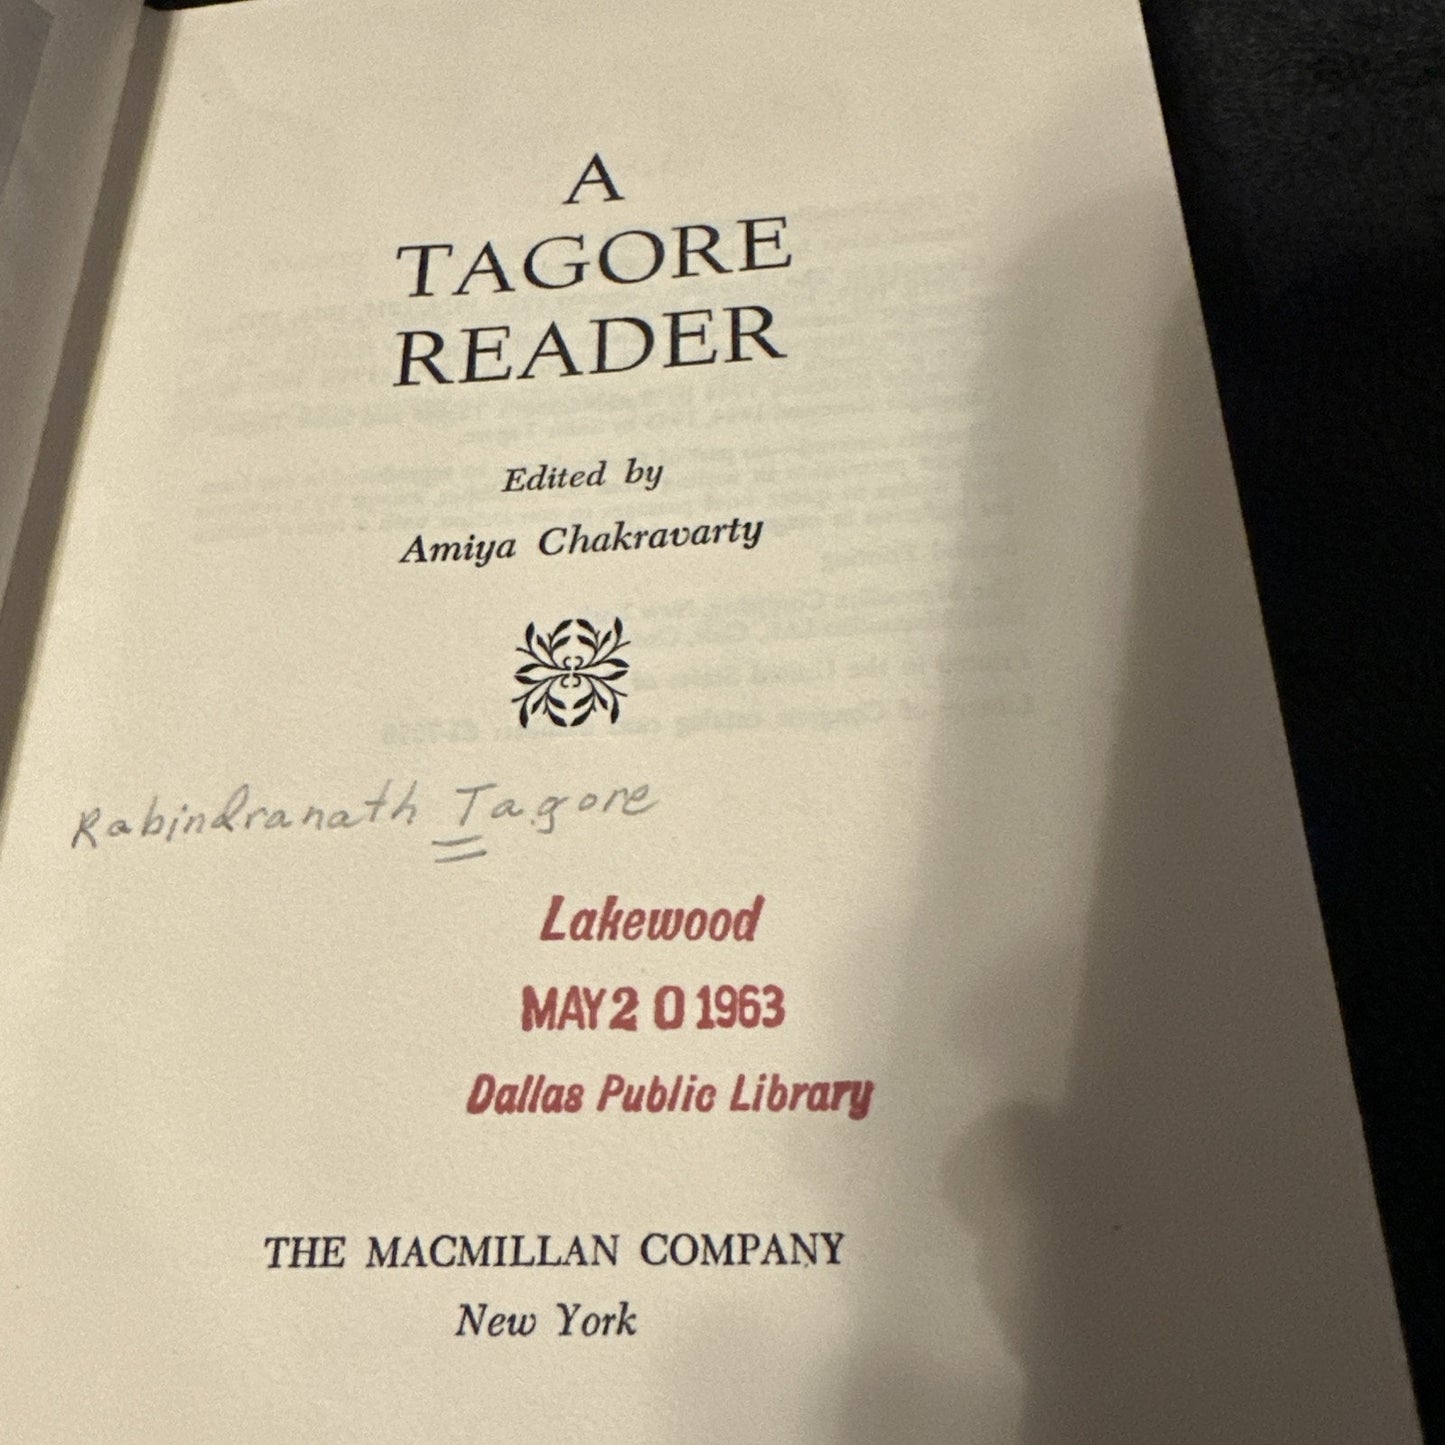 A
TAGORE
READER
Edited by
Amiya Chakravarty
Rabindranath Tagore
Lakewood
MAY 20 1963
Dallas Public Library
THE MACMILLAN COMPANY
New York